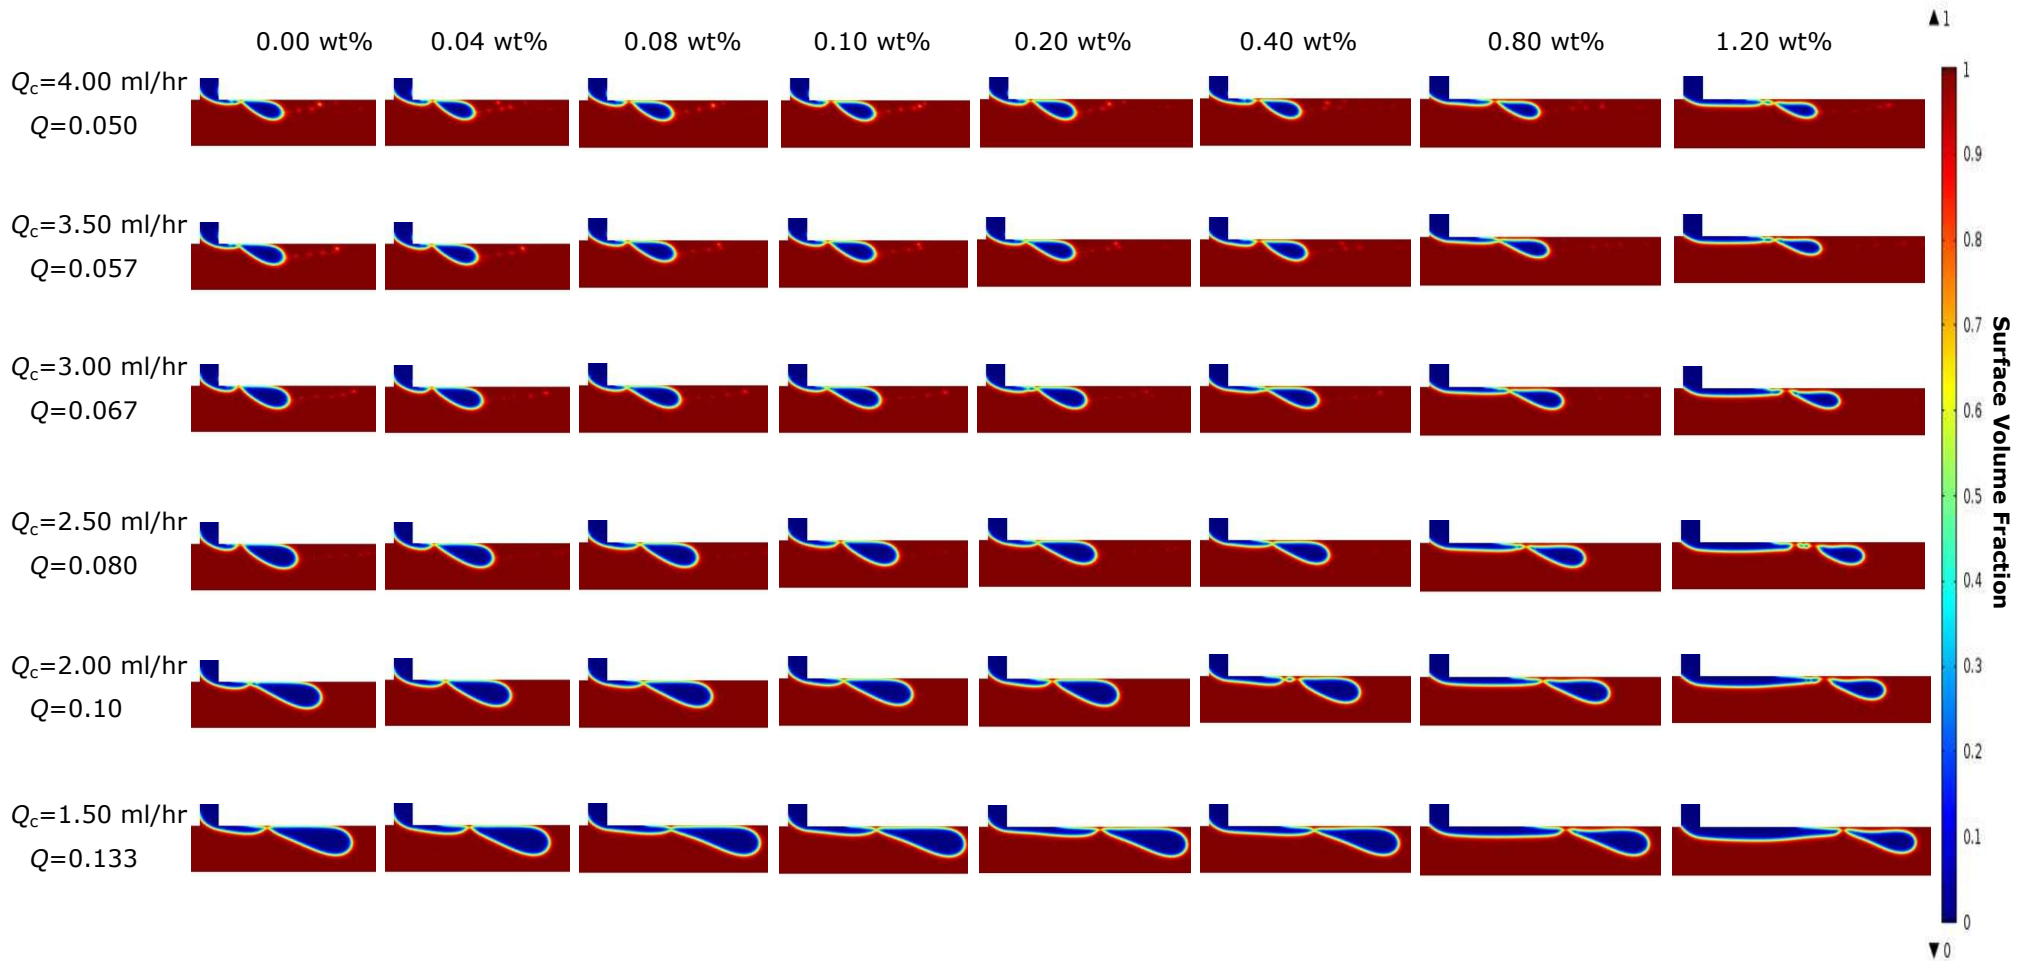 0.00 wt% 0.04 wt% 0.08 wt% 0.10 wt% 0.20 wt% 0.40 wt% 0.80 wt% 1.20 wt%
Qc=4.00 ml/hr
Q=0.050
Qc=3.50 ml/hr
Q=0.057
Qc=3.00 ml/hr
Q=0.067
Qc=2.50 ml/hr
Q=0.080
Qc=2.00 ml/hr
Q=0.10
Qc=1.50 ml/hr
Q=0.133
▲ 1
1
0.9
0.8
0.7
0.6
0.5
0.4
0.3
0.2
0.1
0
▼ 0
Surface Volume Fraction